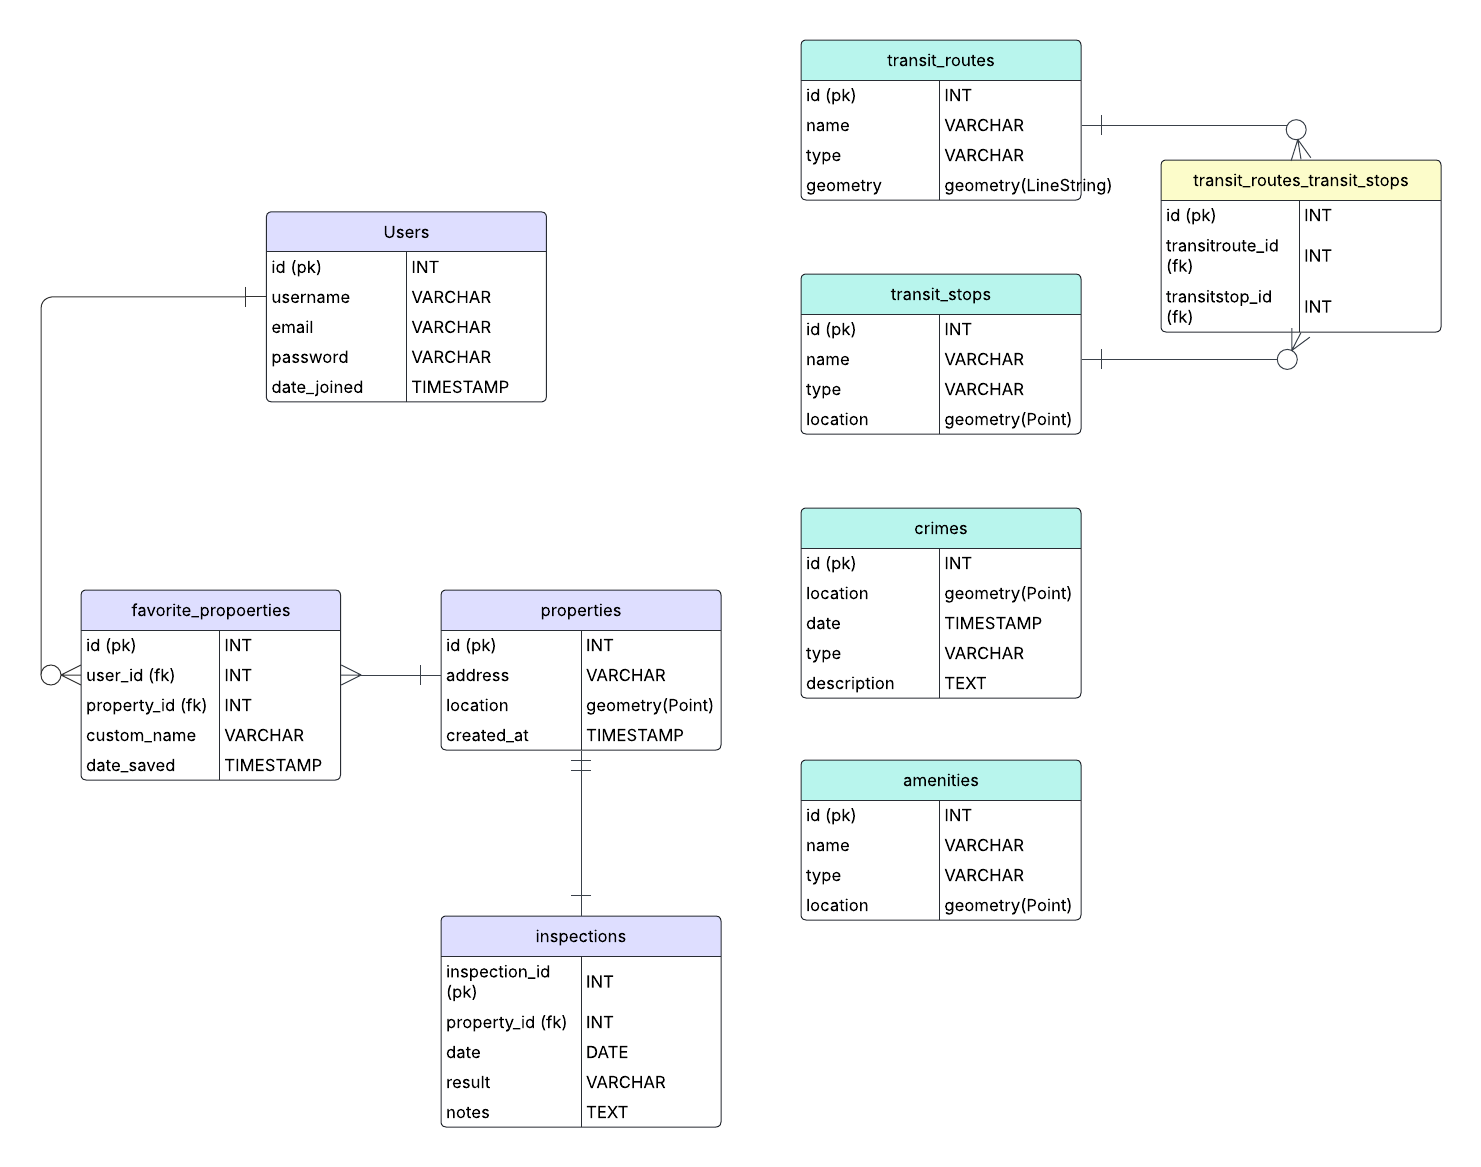 transit_routes
id (pk) INT
name VARCHAR
type VARCHAR
geometry geometry(LineString)
transit_routes_transit_stops
id (pk) INT
transitroute_id
(fk) INT
transitstop_id
(fk) INT
Users
id (pk) INT
username VARCHAR
email VARCHAR
password VARCHAR
date_joined TIMESTAMP
transit_stops
id (pk) INT
name VARCHAR
type VARCHAR
location geometry(Point)
crimes
id (pk) INT
location geometry(Point)
date TIMESTAMP
type VARCHAR
description TEXT
favorite_propoerties
id (pk) INT
user_id (fk) INT
property_id (fk) INT
custom_name VARCHAR
date_saved TIMESTAMP
properties
id (pk) INT
address VARCHAR
location geometry(Point)
created_at TIMESTAMP
amenities
id (pk) INT
name VARCHAR
type VARCHAR
location geometry(Point)
inspections
inspection_id
(pk) INT
property_id (fk) INT
date DATE
result VARCHAR
notes TEXT